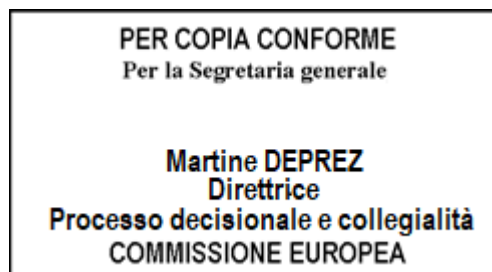 PER COPIA CONFORME
Per la Segretaria generale
Martine DEPREZ
Direttrice
Processo decisionale e collegialità
COMMISSIONE EUROPEA